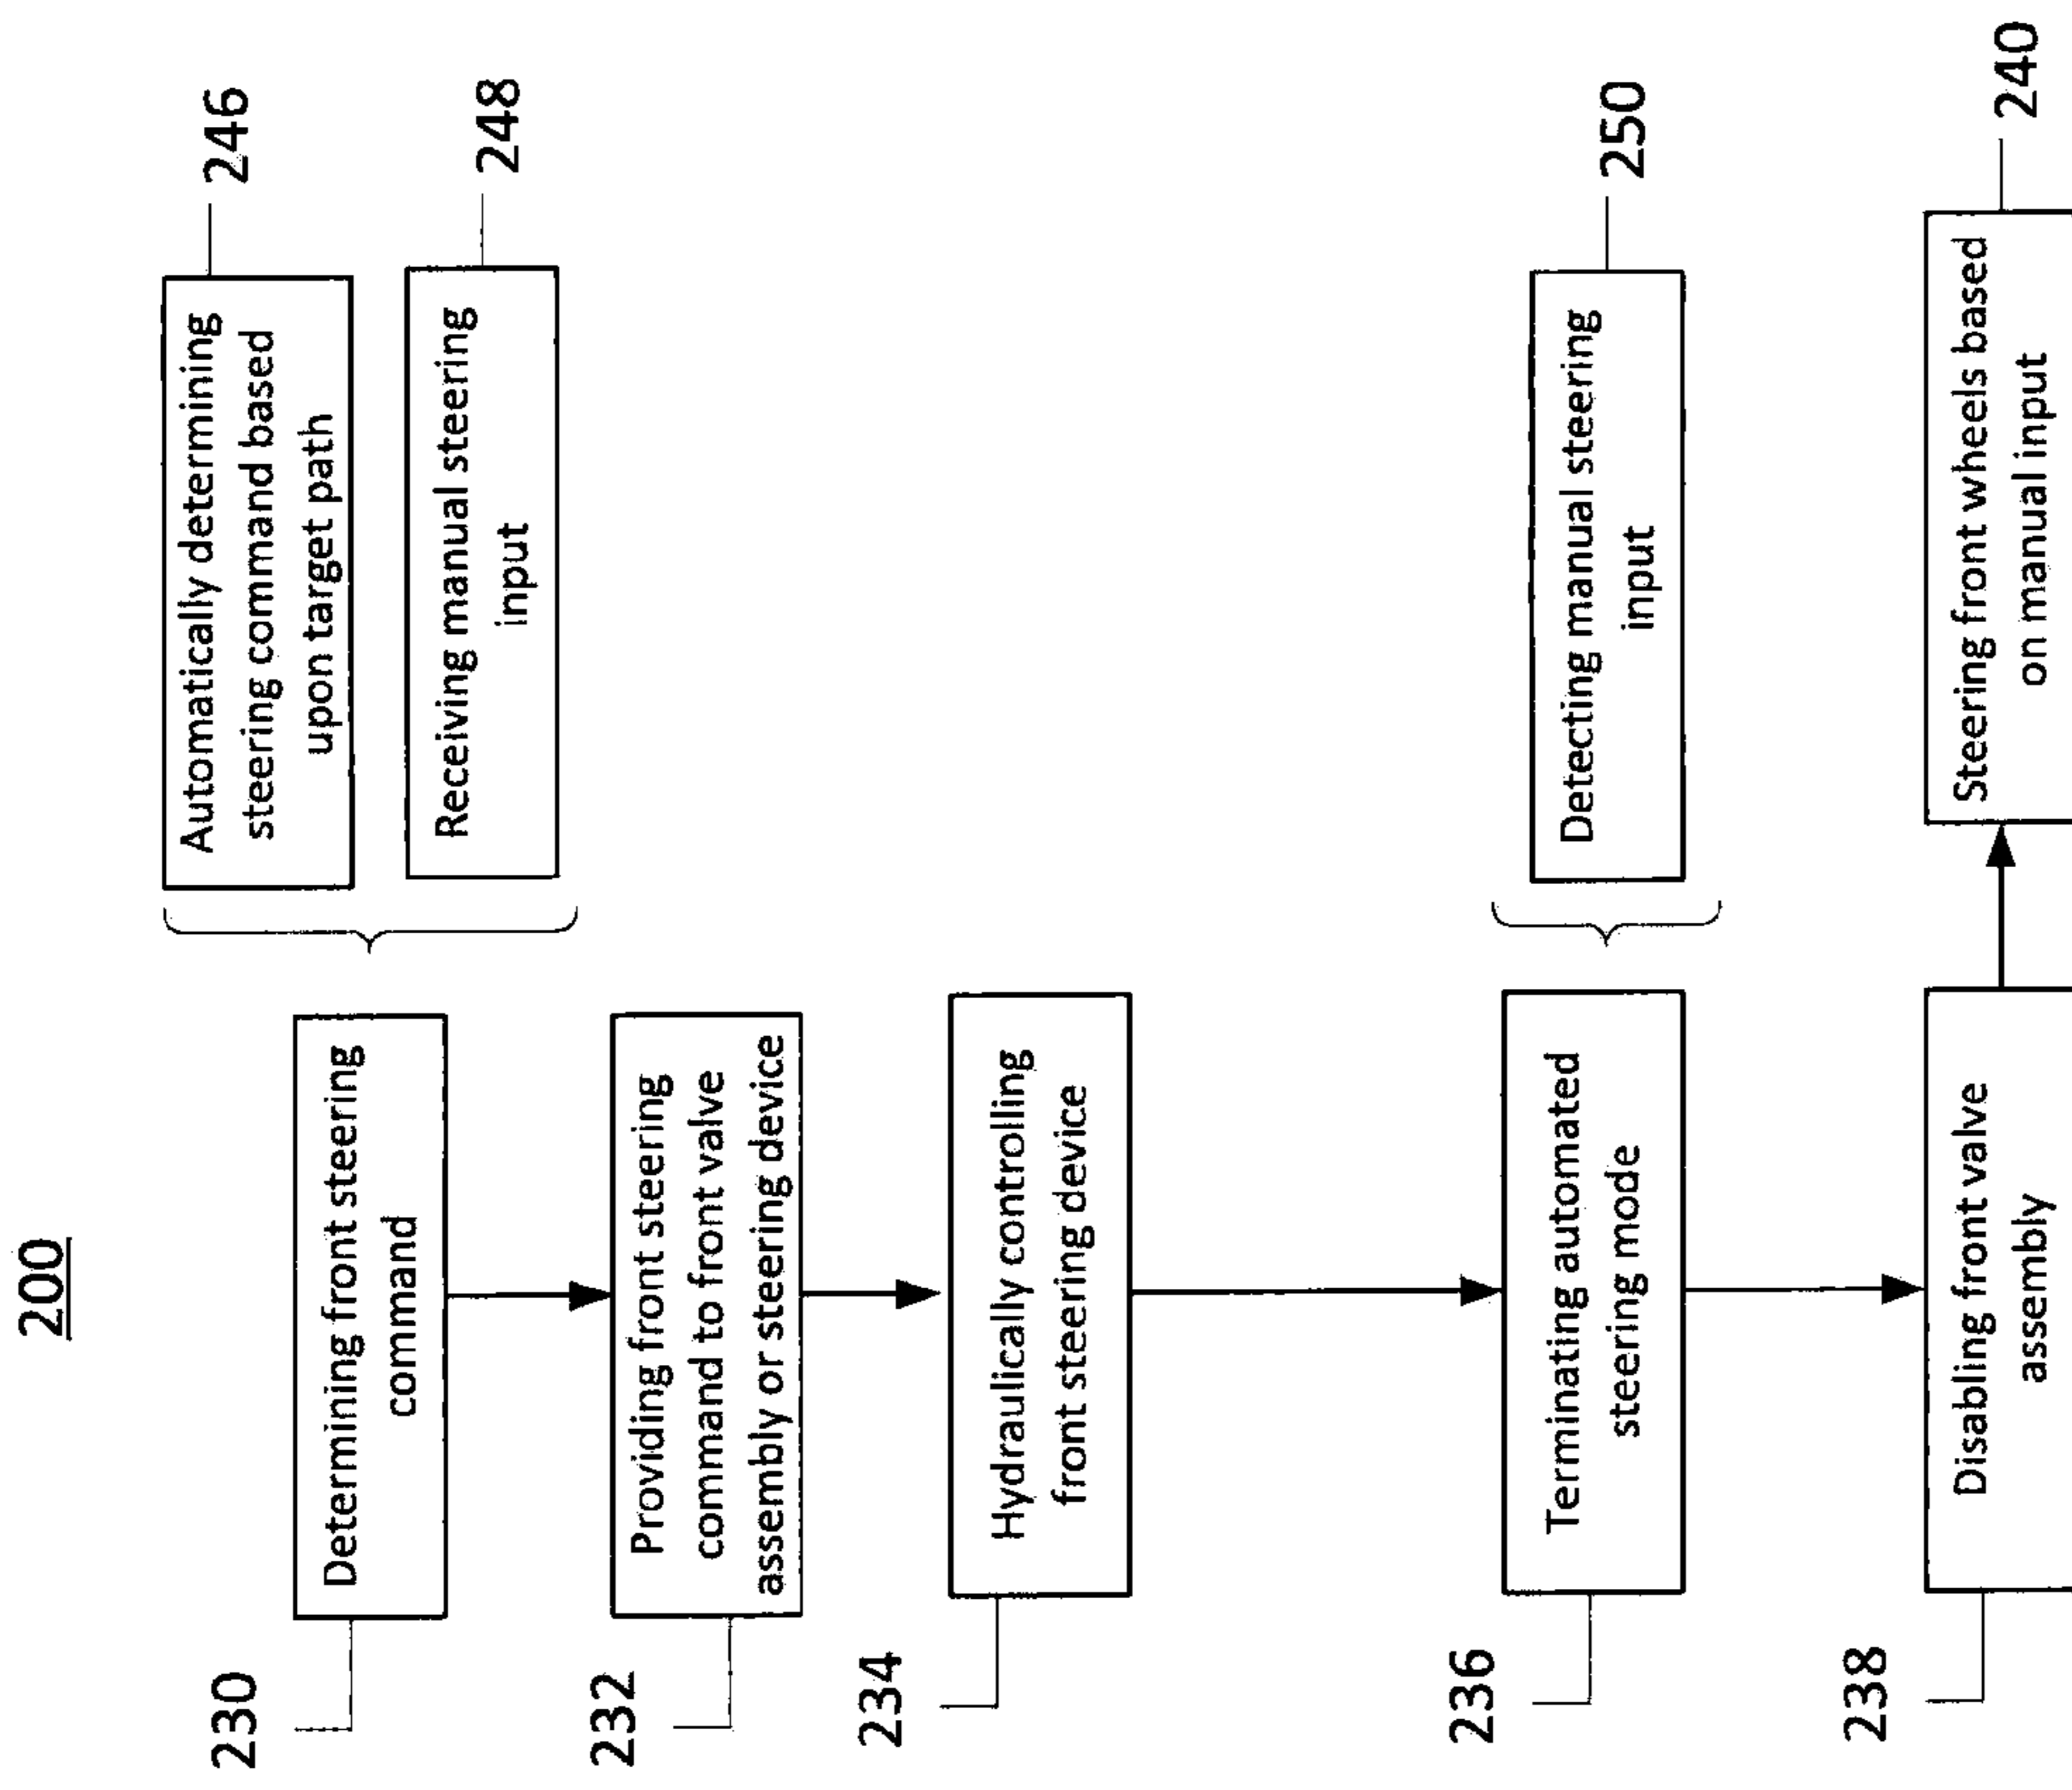 200
230
Determining front steering
command
Automatically determining
steering command based
upon target path
246
Receiving manual steering
input
248
232
Providing front steering
command to front valve
assembly or steering device
234
Hydraulically controlling
front steering device
236
Terminating automated
steering mode
Detecting manual steering
input
250
238
Disabling front valve
assembly
Steering front wheels based
on manual input
240